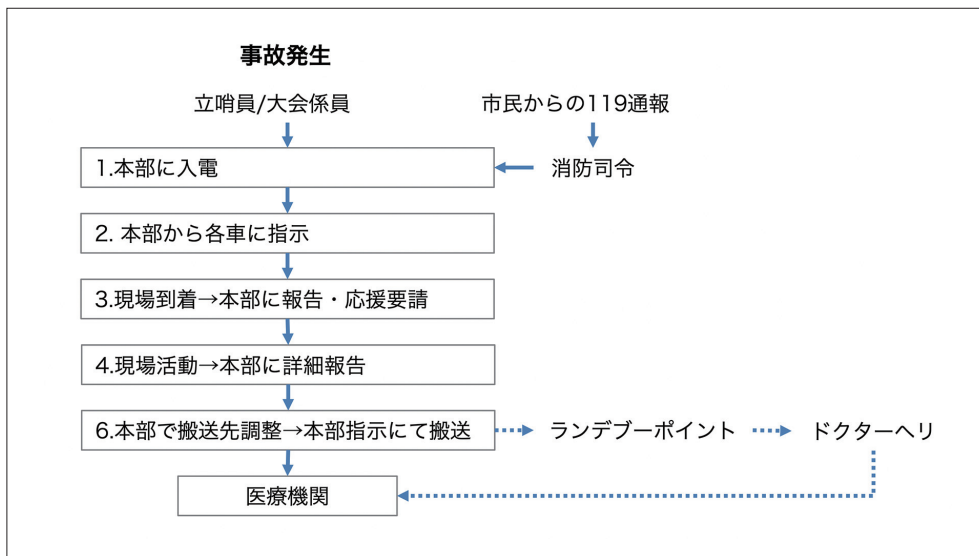 事故発生
立哨員/大会係員
市民からの119通報
1.本部に入電
消防司令
2. 本部から各車に指示
3.現場到着→本部に報告・応援要請
4.現場活動→本部に詳細報告
6.本部で搬送先調整→本部指示にて搬送
ランデブーポイント
ドクターヘリ
医療機関